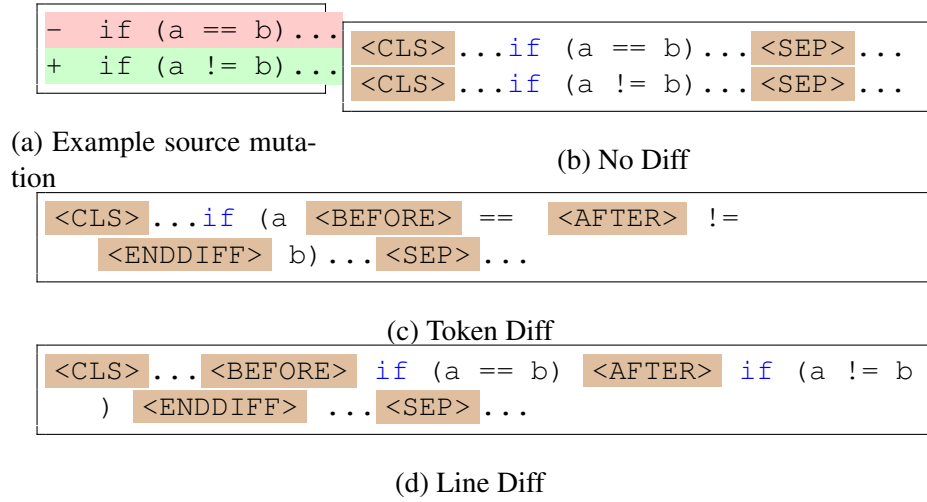 -  if (a == b)...
+  if (a != b)...
(a) Example source muta-
tion
<CLS> ...if (a == b)... <SEP> ...
<CLS> ...if (a != b)... <SEP> ...
(b) No Diff
<CLS> ...if (a <BEFORE> ==  <AFTER> !=
<ENDDIFF> b)... <SEP> ...
(c) Token Diff
<CLS> ... <BEFORE> if (a == b) <AFTER> if (a != b
) <ENDDIFF> ... <SEP> ...
(d) Line Diff